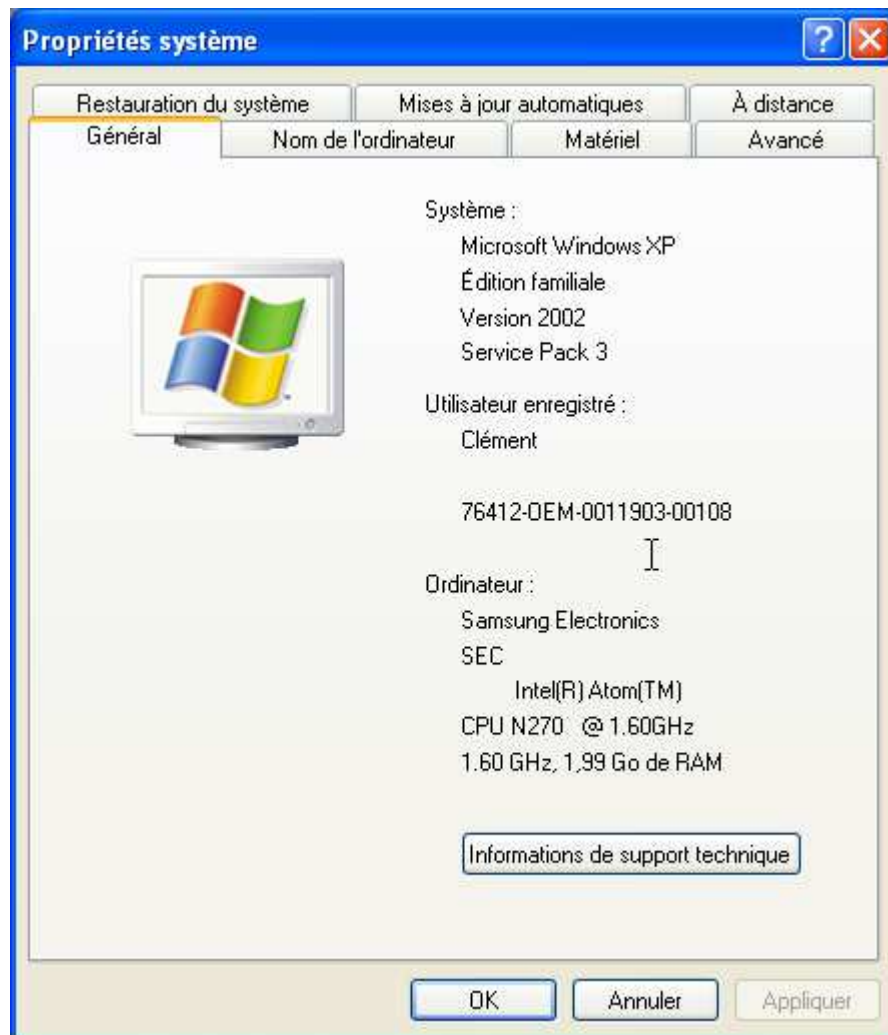 Propriétés système
Restauration du système
Mises à jour automatiques
À distance
Général
Nom de l'ordinateur
Matériel
Avancé
Système :
Microsoft Windows XP
Édition familiale
Version 2002
Service Pack 3
Utilisateur enregistré :
Clément
76412-OEM-0011903-00108
Ordinateur :
Samsung Electronics
SEC
Intel(R) Atom(TM)
CPU N270 @ 1.60GHz
1.60 GHz, 1,99 Go de RAM
Informations de support technique
OK
Annuler
Appliquer